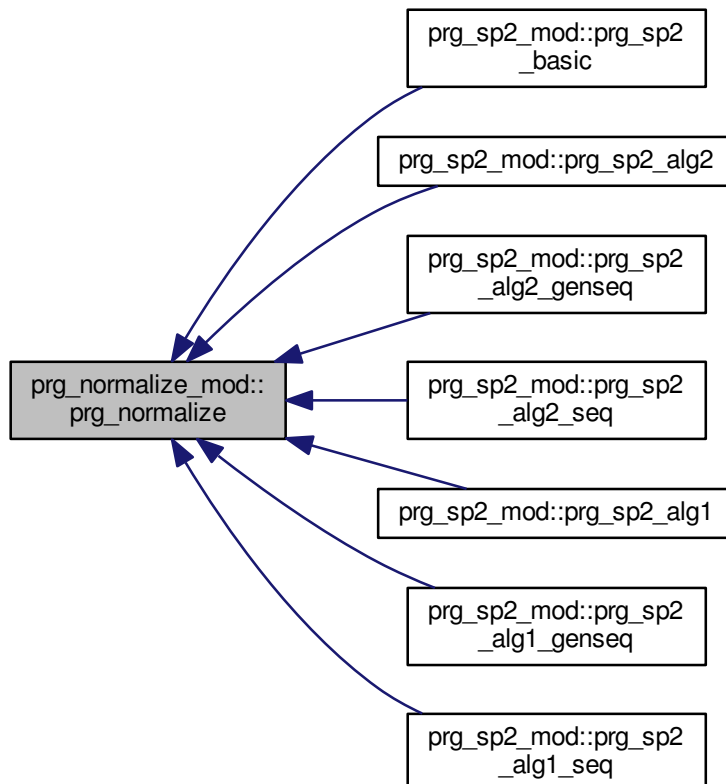 prg_sp2_mod::prg_sp2
_basic
prg_sp2_mod::prg_sp2_alg2
prg_sp2_mod::prg_sp2
_alg2_genseq
prg_normalize_mod::
prg_normalize
prg_sp2_mod::prg_sp2
_alg2_seq
prg_sp2_mod::prg_sp2_alg1
prg_sp2_mod::prg_sp2
_alg1_genseq
prg_sp2_mod::prg_sp2
_alg1_seq